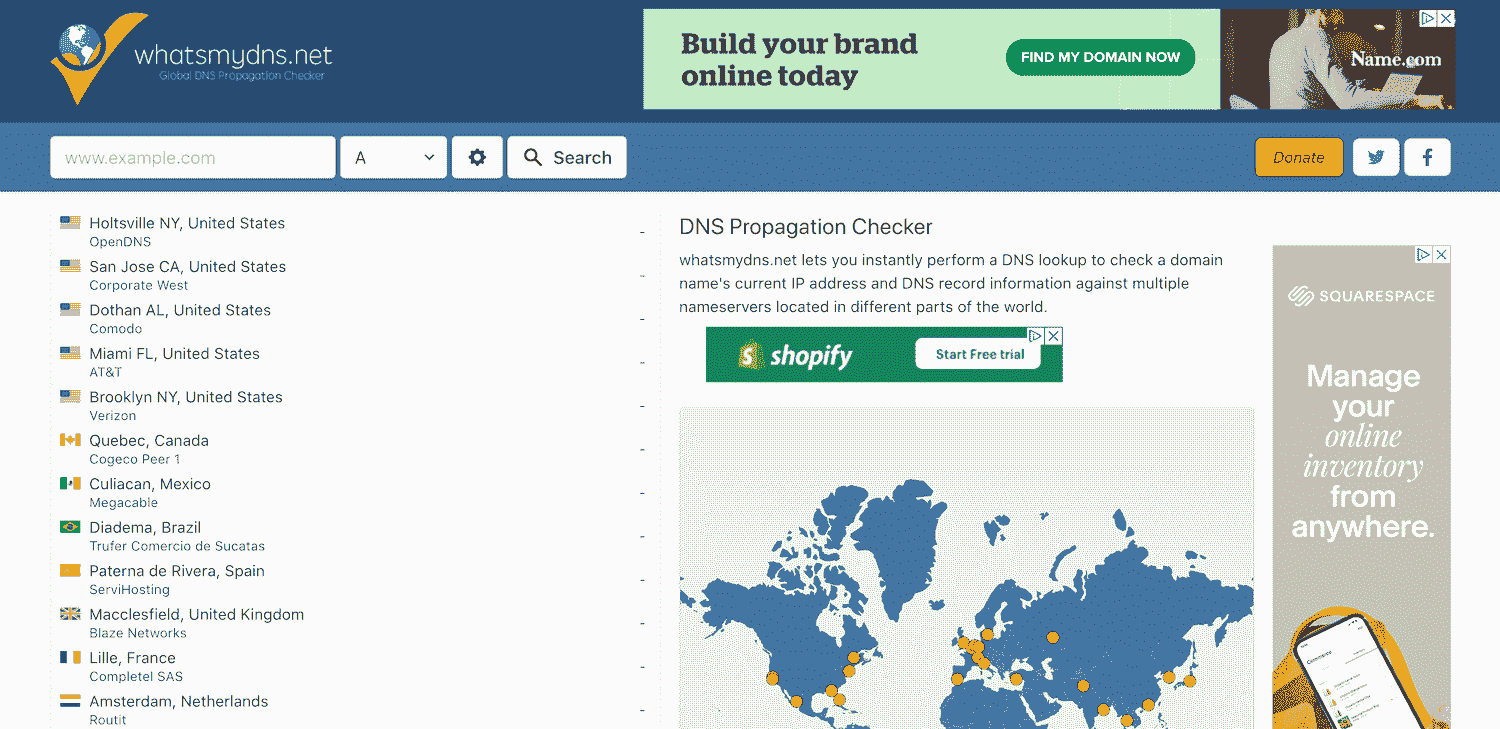 whatsmydns.net
Global DNS Propagation Checker
Build your brand
online today
FIND MY DOMAIN NOW
Name.com
www.example.com
A
Search
Donate
Holtsville NY, United States
OpenDNS
-
San Jose CA, United States
Corporate West
-
Dothan AL, United States
Comodo
-
Miami FL, United States
AT&T
-
Brooklyn NY, United States
Verizon
-
Quebec, Canada
Cogeco Peer 1
-
Culiacan, Mexico
Megacable
-
Diadema, Brazil
Trufer Comercio de Sucatas
-
Paterna de Rivera, Spain
ServiHosting
-
Macclesfield, United Kingdom
Blaze Networks
-
Lille, France
Completel SAS
-
Amsterdam, Netherlands
Routit
-
DNS Propagation Checker
whatsmydns.net lets you instantly perform a DNS lookup to check a domain
name's current IP address and DNS record information against multiple
nameservers located in different parts of the world.
shopify
Start Free trial
SQUARESPACE
Manage
your
online
inventory
from
anywhere.
Commerce